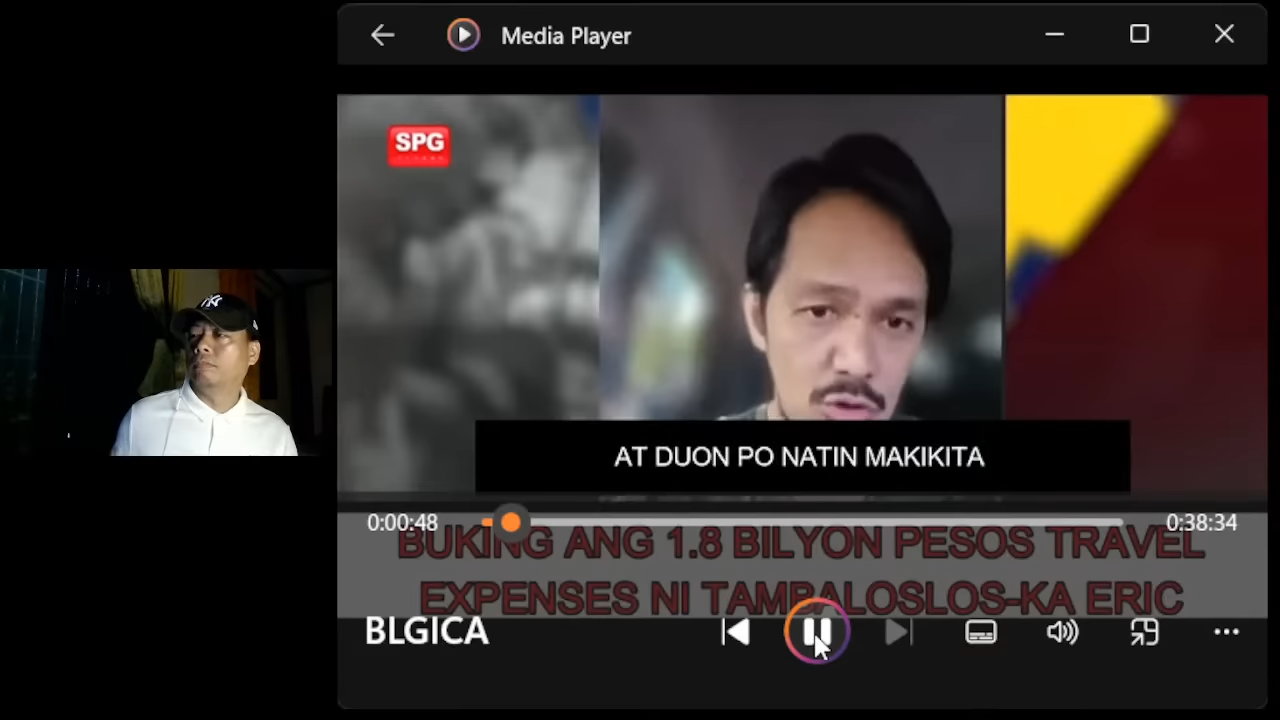 Media Player
SPG
NY
AT DUON PO NATIN MAKIKITA
0:00:48
0:38:34
BUKING ANG 1.8 BILYON PESOS TRAVEL
EXPENSES NI TAMBALOSLOS-KA ERIC
BLGICA